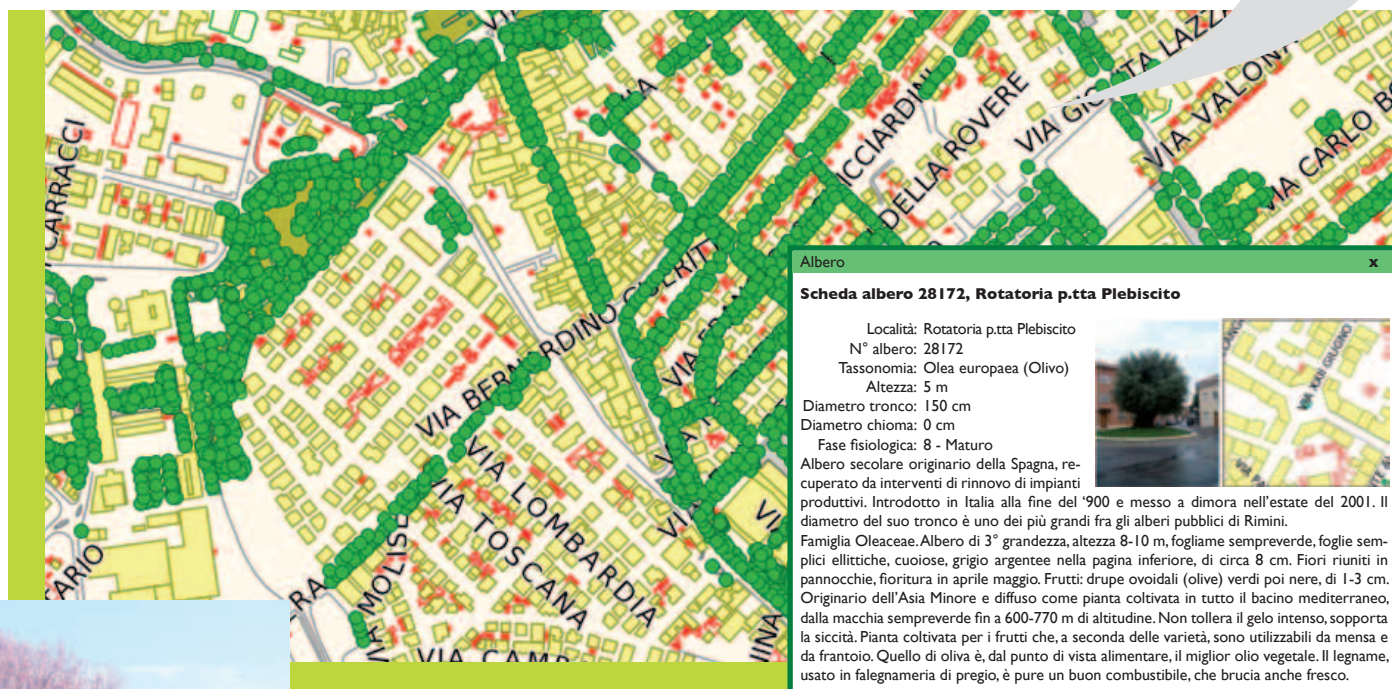 CARRACCI
ICCIARDINI
DELLA ROVERE
VIA VALONA
VIA CARLO BO
VIA BERNARDINO GUERITI
VIA LOMBARDIA
VIA TOSCANA
VIA MOLISE
VIA CAMP
Albero x
Scheda albero 28172, Rotatoria p.tta Plebiscito
Località: Rotatoria p.tta Plebiscito
N° albero: 28172
Tassonomia: Olea europaea (Olivo)
Altezza: 5 m
Diametro tronco: 150 cm
Diametro chioma: 0 cm
Fase fisiologica: 8 - Maturo
Albero secolare originario della Spagna, re-
cuperato da interventi di rinnovo di impianti
produttivi. Introdotto in Italia alla fine del ‘900 e messo a dimora nell’estate del 2001. Il
diametro del suo tronco è uno dei più grandi fra gli alberi pubblici di Rimini.
Famiglia Oleaceae. Albero di 3° grandezza, altezza 8-10 m, fogliame sempreverde, foglie sem-
plici ellittiche, cuoiose, grigio argentee nella pagina inferiore, di circa 8 cm. Fiori riuniti in
pannocchie, fioritura in aprile maggio. Frutti: drupe ovoidali (olive) verdi poi nere, di 1-3 cm.
Originario dell’Asia Minore e diffuso come pianta coltivata in tutto il bacino mediterraneo,
dalla macchia sempreverde fin a 600-770 m di altitudine. Non tollera il gelo intenso, sopporta
la siccità. Pianta coltivata per i frutti che, a seconda delle varietà, sono utilizzabili da mensa e
da frantoio. Quello di oliva è, dal punto di vista alimentare, il miglior olio vegetale. Il legname,
usato in falegnameria di pregio, è pure un buon combustibile, che brucia anche fresco.